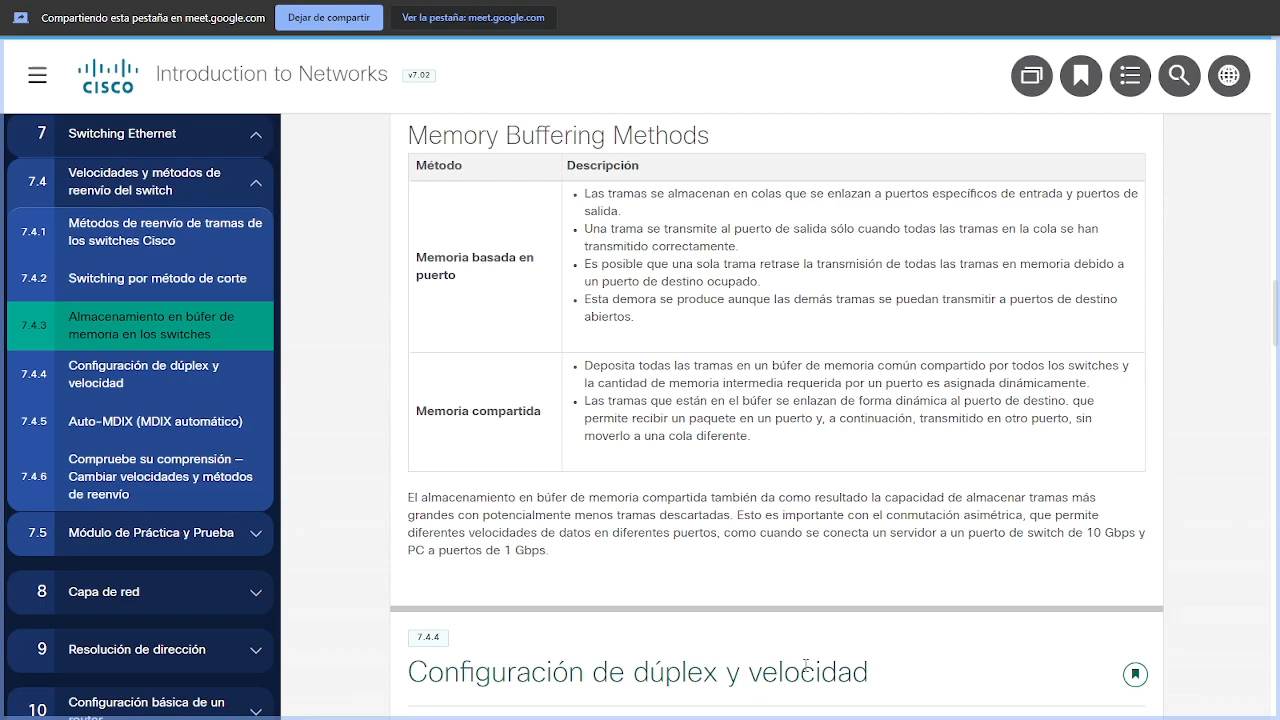 Compartiendo esta pestaña en meet.google.com
Dejar de compartir
Ver la pestaña: meet.google.com
CISCO
Introduction to Networks
v7.02
7 Switching Ethernet
7.4 Velocidades y métodos de
reenvío del switch
7.4.1 Métodos de reenvío de tramas de
los switches Cisco
7.4.2 Switching por método de corte
7.4.3 Almacenamiento en búfer de
memoria en los switches
7.4.4 Configuración de dúplex y
velocidad
7.4.5 Auto-MDIX (MDIX automático)
7.4.6 Compruebe su comprensión –
Cambiar velocidades y métodos
de reenvío
7.5 Módulo de Práctica y Prueba
8 Capa de red
9 Resolución de dirección
10 Configuración básica de un
router
Memory Buffering Methods
Método Descripción
Memoria basada en
puerto
• Las tramas se almacenan en colas que se enlazan a puertos específicos de entrada y puertos de
salida.
• Una trama se transmite al puerto de salida sólo cuando todas las tramas en la cola se han
transmitido correctamente.
• Es posible que una sola trama retrase la transmisión de todas las tramas en memoria debido a
un puerto de destino ocupado.
• Esta demora se produce aunque las demás tramas se puedan transmitir a puertos de destino
abiertos.
Memoria compartida
• Deposita todas las tramas en un búfer de memoria común compartido por todos los switches y
la cantidad de memoria intermedia requerida por un puerto es asignada dinámicamente.
• Las tramas que están en el búfer se enlazan de forma dinámica al puerto de destino. que
permite recibir un paquete en un puerto y, a continuación, transmitido en otro puerto, sin
moverlo a una cola diferente.
El almacenamiento en búfer de memoria compartida también da como resultado la capacidad de almacenar tramas más
grandes con potencialmente menos tramas descartadas. Esto es importante con el conmutación asimétrica, que permite
diferentes velocidades de datos en diferentes puertos, como cuando se conecta un servidor a un puerto de switch de 10 Gbps y
PC a puertos de 1 Gbps.
7.4.4
Configuración de dúplex y velocidad